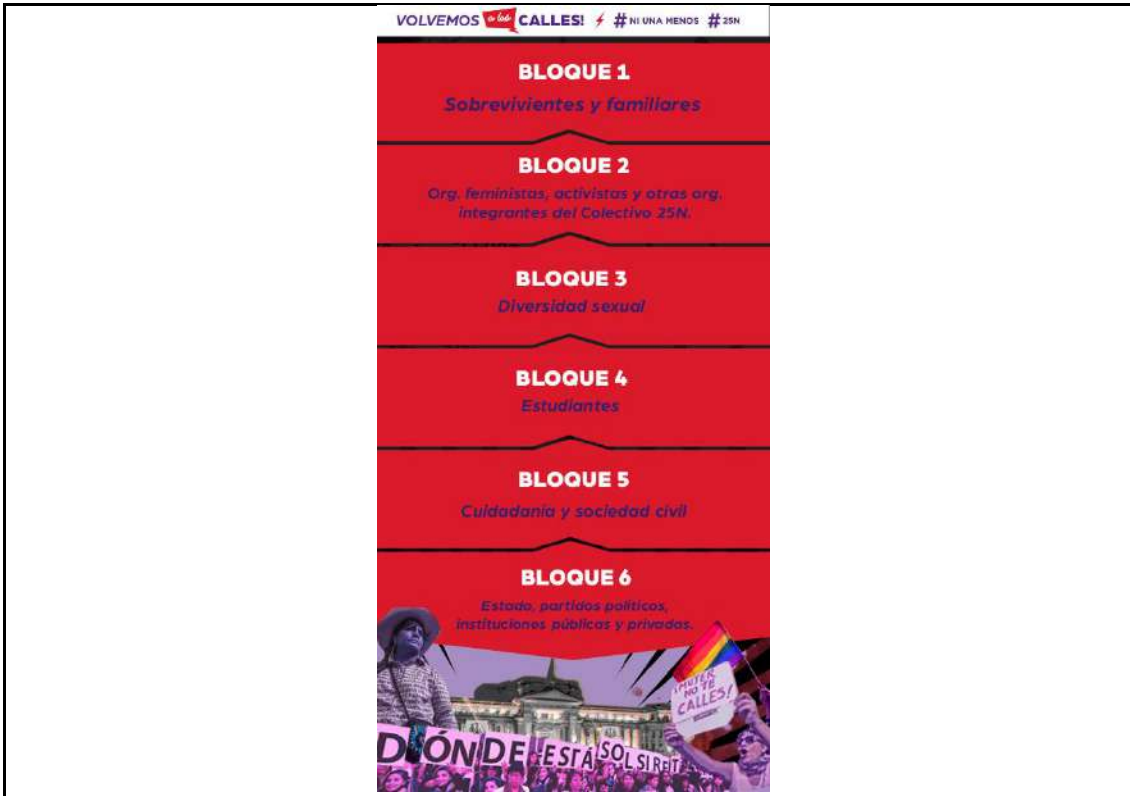 VOLVEMOS a las CALLES! # NI UNA MENOS # 25N
BLOQUE 1
Sobrevivientes y familiares
BLOQUE 2
Org. feministas, activistas y otras org.
integrantes del Colectivo 25N.
BLOQUE 3
Diversidad sexual
BLOQUE 4
Estudiantes
BLOQUE 5
Cuidadanía y sociedad civil
BLOQUE 6
Estado, partidos políticos,
instituciones públicas y privadas.
¡MUJER
NO TE
CALLES!
DÓNDE ESTÁ SOLSIRET